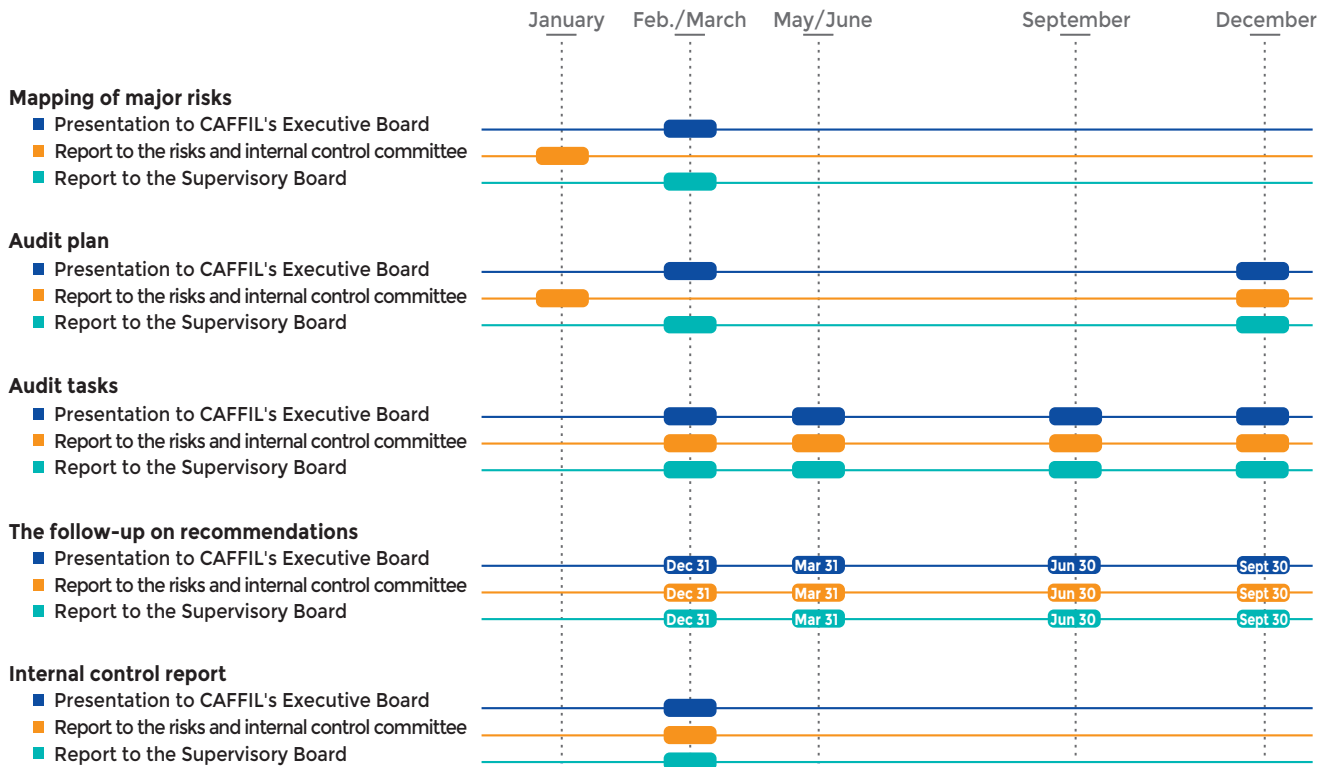 January Feb./March May/June September December
Mapping of major risks
Presentation to CAFFIL's Executive Board
Report to the risks and internal control committee
Report to the Supervisory Board
Audit plan
Presentation to CAFFIL's Executive Board
Report to the risks and internal control committee
Report to the Supervisory Board
Audit tasks
Presentation to CAFFIL's Executive Board
Report to the risks and internal control committee
Report to the Supervisory Board
The follow-up on recommendations
Presentation to CAFFIL's Executive Board Dec 31 Mar 31 Jun 30 Sept 30
Report to the risks and internal control committee Dec 31 Mar 31 Jun 30 Sept 30
Report to the Supervisory Board Dec 31 Mar 31 Jun 30 Sept 30
Internal control report
Presentation to CAFFIL's Executive Board
Report to the risks and internal control committee
Report to the Supervisory Board